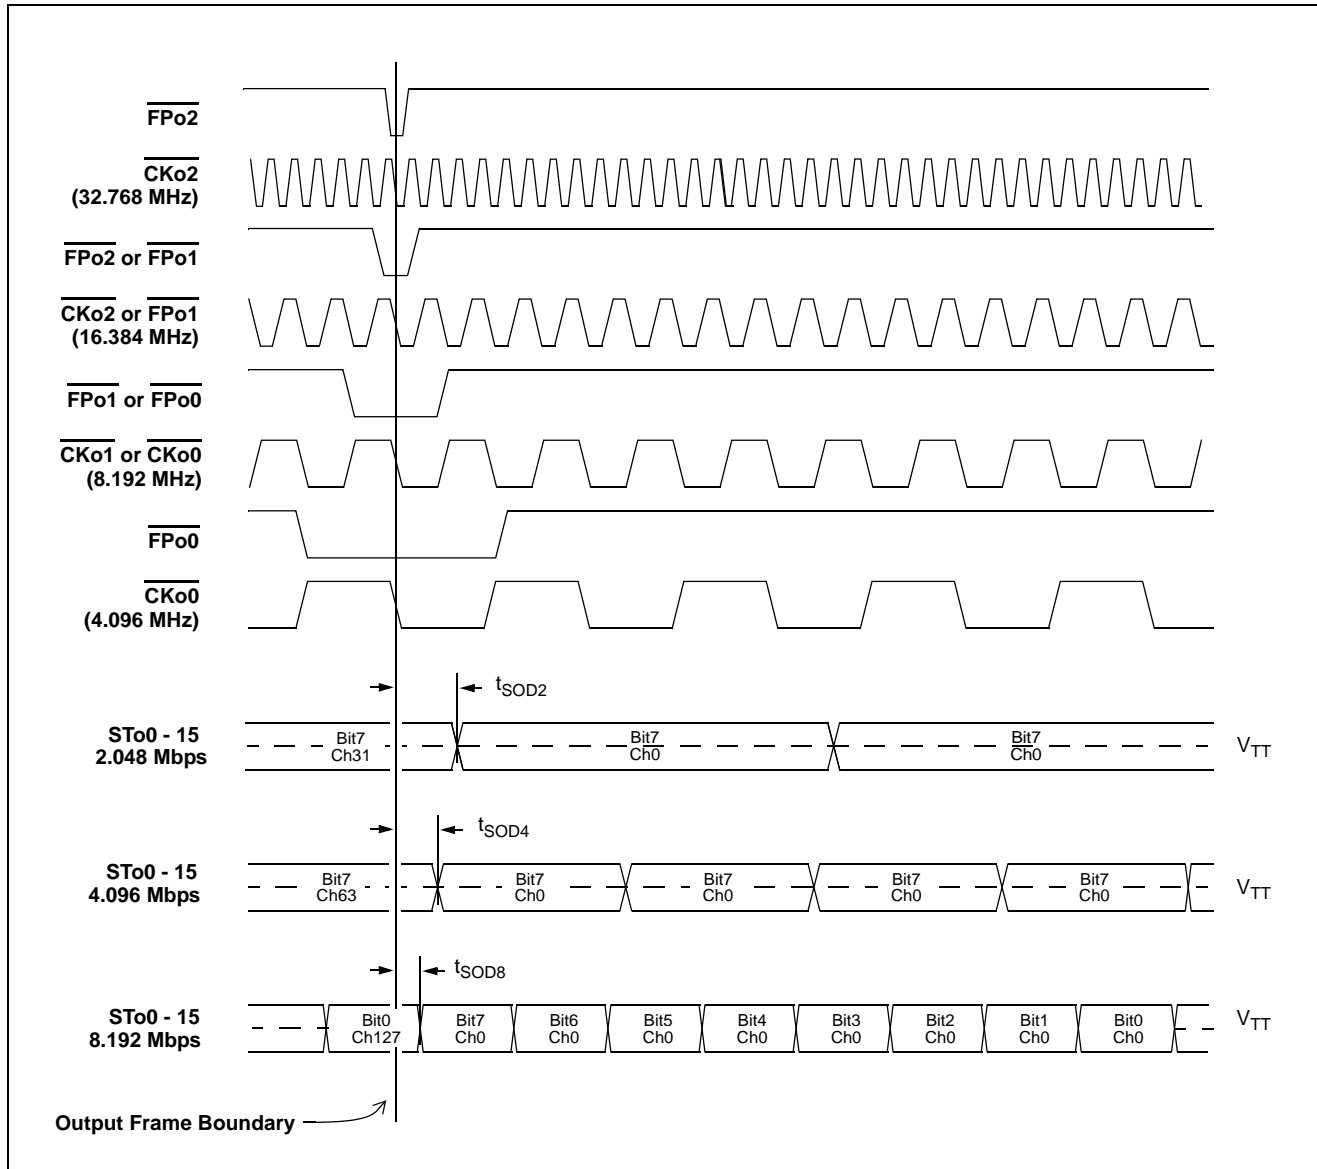 FPo2
CKo2
(32.768 MHz)
FPo2 or FPo1
CKo2 or FPo1
(16.384 MHz)
FPo1 or FPo0
CKo1 or CKo0
(8.192 MHz)
FPo0
CKo0
(4.096 MHz)
tSOD2
STo0 - 15
2.048 Mbps
Bit7
Ch31
Bit7
Ch0
Bit7
Ch0
VTT
tSOD4
STo0 - 15
4.096 Mbps
Bit7
Ch63
Bit7
Ch0
Bit7
Ch0
Bit7
Ch0
Bit7
Ch0
VTT
tSOD8
STo0 - 15
8.192 Mbps
Bit0
Ch127
Bit7
Ch0
Bit6
Ch0
Bit5
Ch0
Bit4
Ch0
Bit3
Ch0
Bit2
Ch0
Bit1
Ch0
Bit0
Ch0
VTT
Output Frame Boundary